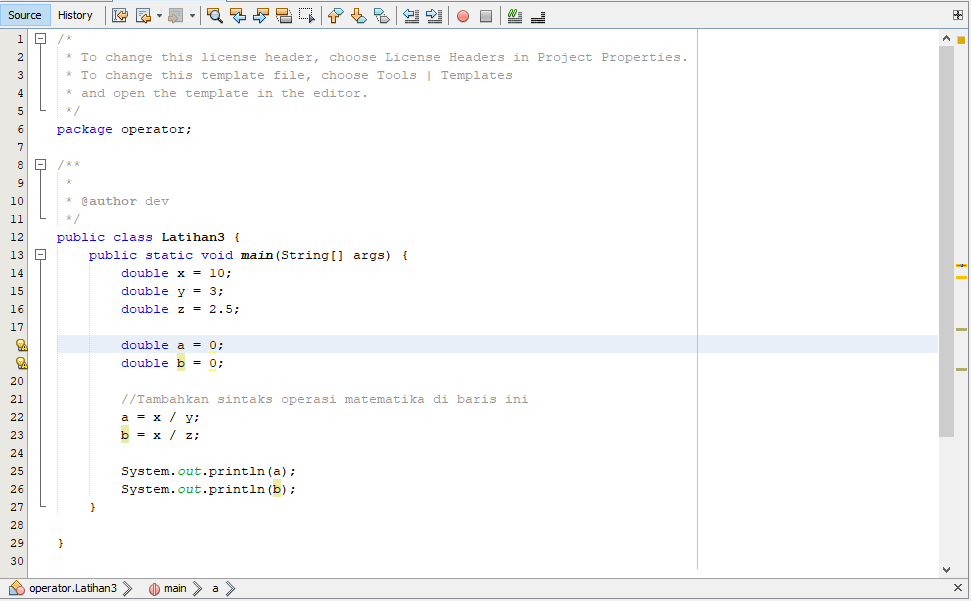 Source History
1 /*
2 * To change this license header, choose License Headers in Project Properties.
3 * To change this template file, choose Tools | Templates
4 * and open the template in the editor.
5 */
6 package operator;
7
8 /**
9 *
10 * @author dev
11 */
12 public class Latihan3 {
13 public static void main(String[] args) {
14 double x = 10;
15 double y = 3;
16 double z = 2.5;
17
double a = 0;
double b = 0;
20
21 //Tambahkan sintaks operasi matematika di baris ini
22 a = x / y;
23 b = x / z;
24
25 System.out.println(a);
26 System.out.println(b);
27 }
28
29 }
30
operator.Latihan3 main a